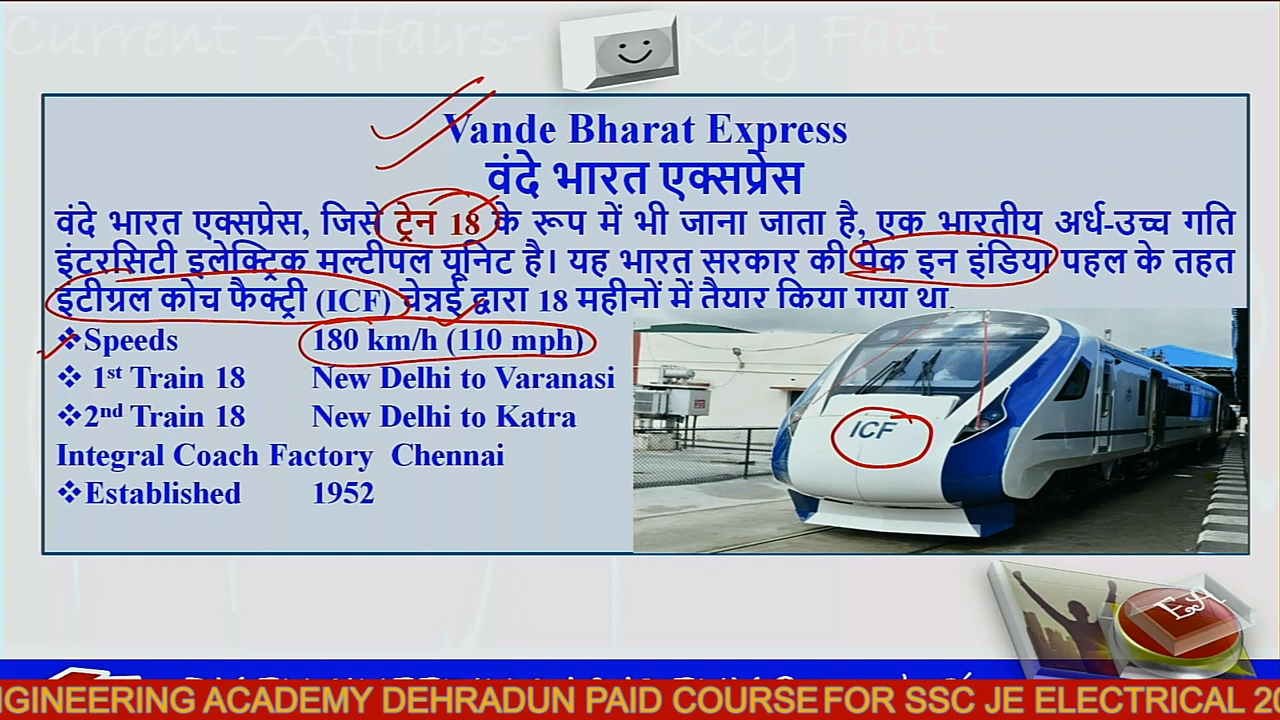 Current -Affairs- Key Fact
Vande Bharat Express
वंदे भारत एक्सप्रेस
वंदे भारत एक्सप्रेस, जिसे ट्रेन 18 के रूप में भी जाना जाता है, एक भारतीय अर्ध-उच्च गति
इंटरसिटी इलेक्ट्रिक मल्टीपल यूनिट है। यह भारत सरकार की मेक इन इंडिया पहल के तहत
इंटीग्रल कोच फैक्ट्री (ICF) चेन्नई द्वारा 18 महीनों में तैयार किया गया था.
❖Speeds 180 km/h (110 mph)
❖ 1st Train 18 New Delhi to Varanasi
❖2nd Train 18 New Delhi to Katra
Integral Coach Factory Chennai
❖Established 1952
ICF
EA
NGINEERING ACADEMY DEHRADUN PAID COURSE FOR SSC JE ELECTRICAL 20